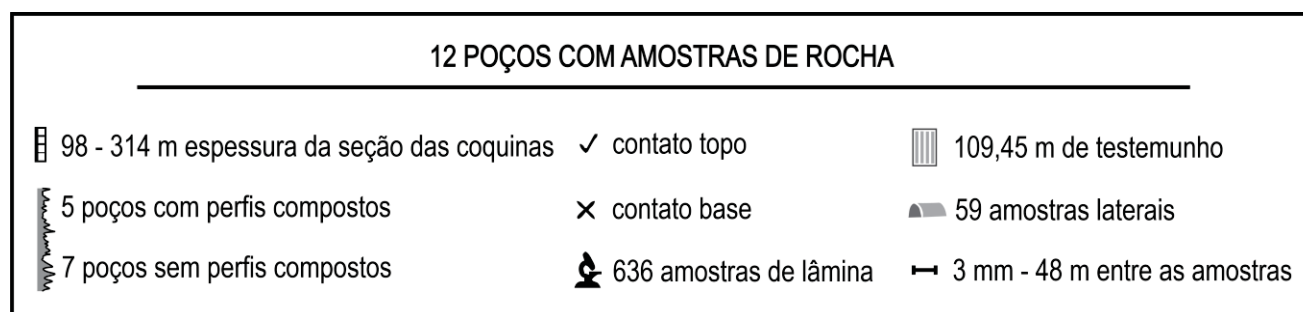 12 POÇOS COM AMOSTRAS DE ROCHA
98 - 314 m espessura da seção das coquinas
5 poços com perfis compostos
7 poços sem perfis compostos
contato topo
contato base
636 amostras de lâmina
109,45 m de testemunho
59 amostras laterais
3 mm - 48 m entre as amostras